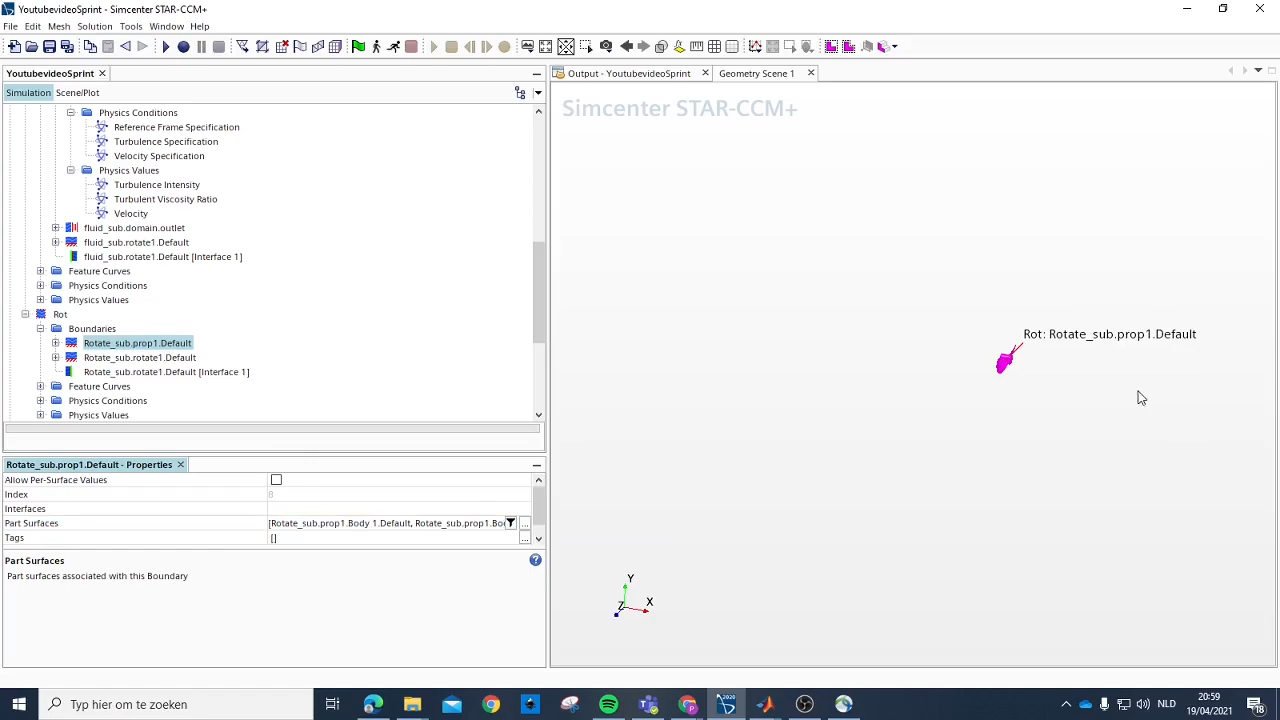 YoutubevideoSprint - Simcenter STAR-CCM+
File Edit Mesh Solution Tools Window Help
YoutubevideoSprint
Output - YoutubevideoSprint
Geometry Scene 1
Simulation
Scene/Plot
Simcenter STAR-CCM+
Physics Conditions
Reference Frame Specification
Turbulence Specification
Velocity Specification
Physics Values
Turbulence Intensity
Turbulent Viscosity Ratio
Velocity
fluid_sub.domain.outlet
fluid_sub.rotate1.Default
fluid_sub.rotate1.Default [Interface 1]
Feature Curves
Physics Conditions
Physics Values
Rot
Boundaries
Rotate_sub.prop1.Default
Rotate_sub.rotate1.Default
Rotate_sub.rotate1.Default [Interface 1]
Feature Curves
Physics Conditions
Physics Values
Rot: Rotate_sub.prop1.Default
Rotate_sub.prop1.Default - Properties
Allow Per-Surface Values
Index 8
Interfaces
Part Surfaces [Rotate_sub.prop1.Body 1.Default, Rotate_sub.prop1.Bo
Tags []
Part Surfaces
Part surfaces associated with this Boundary
Y
X
Z
Typ hier om te zoeken
2020
NLD
20:59
19/04/2021
18